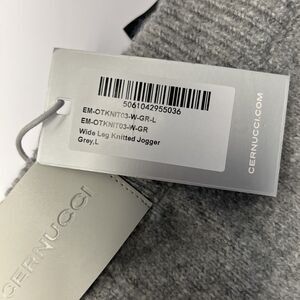 5061042955036
EM-OTKNIT03-W-GR-L
EM-OTKNIT03-W-GR
Wide Leg Knitted Jogger
Grey,L
CERNUCCI.COM
CERNUCCI